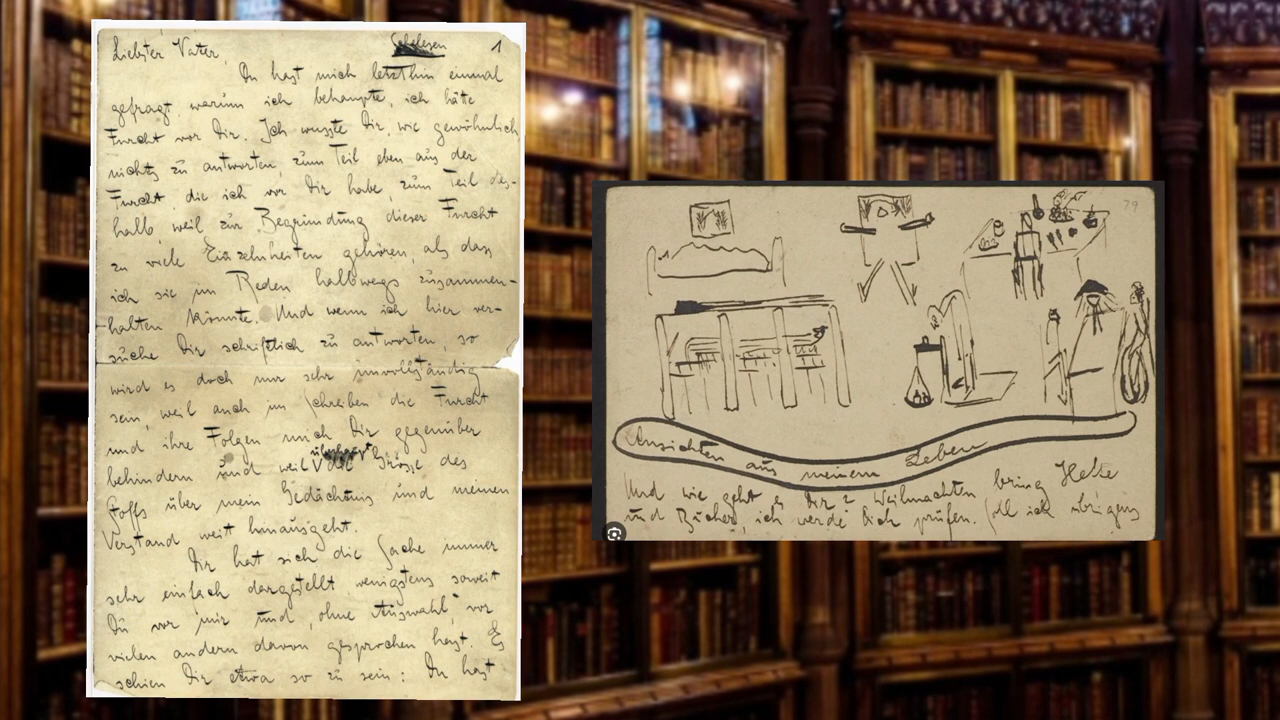 Schelesen 1
Liebster Vater,
Du hast mich letzthin einmal
gefragt warum ich behaupte, ich hätte
Furcht vor Dir. Ich wusste Dir, wie gewöhnlich
nichts zu antworten, zum Teil eben aus der
Furcht, die ich vor Dir habe, zum Teil des-
halb, weil zur Begründung dieser Furcht
zu viele Einzelnheiten gehören, als dass
ich sie im Reden halbwegs zusammen-
halten könnte. Und wenn ich hier ver-
suche Dir schriftlich zu antworten, so
wird es doch nur sehr unvollständig
sein, weil auch im Schreiben die Furcht
und ihre Folgen mich Dir gegenüber
behindern und weil überhaupt die Grösse des
Stoffs über mein Gedächtnis und meinen
Verstand weit hinausgeht.
Dir hat sich die Sache immer
sehr einfach dargestellt, wenigstens soweit
Du vor mir und, ohne Auswahl, vor
vielen andern davon gesprochen hast. Es
schien Dir etwa so zu sein: Du hast
79
Ansichten aus meinem Leben
Und wie geht es Dir? Weihnachten bring Hefte
und Bücher, ich werde Dich prüfen. Soll ich übrigens